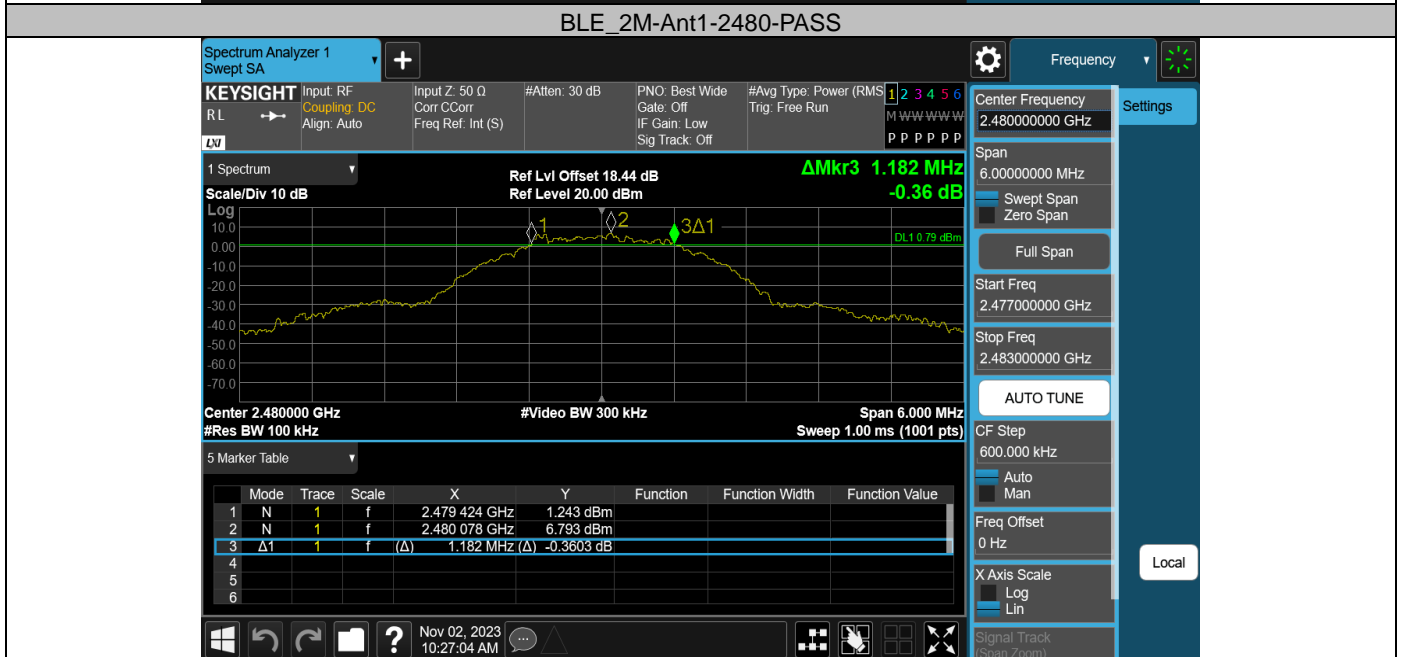 BLE_2M-Ant1-2480-PASS
Spectrum Analyzer 1
Swept SA
+
Frequency
KEYSIGHT Input: RF Input Z: 50 Ω #Atten: 30 dB PNO: Best Wide #Avg Type: Power (RMS 1 2 3 4 5 6
RL Coupling: DC Corr CCorr Gate: Off Trig: Free Run M W W W W W
Align: Auto Freq Ref: Int (S) IF Gain: Low
LXI Sig Track: Off P P P P P P
1 Spectrum
Ref Lvl Offset 18.44 dB
ΔMkr3 1.182 MHz
Scale/Div 10 dB Ref Level 20.00 dBm -0.36 dB
Log
1 2 3Δ1
10.0
DL1 0.79 dBm
0.00
-10.0
-20.0
-30.0
-40.0
-50.0
-60.0
-70.0
Center 2.480000 GHz #Video BW 300 kHz Span 6.000 MHz
#Res BW 100 kHz Sweep 1.00 ms (1001 pts)
5 Marker Table
Mode Trace Scale X Y Function Function Width Function Value
1 N 1 f 2.479 424 GHz 1.243 dBm
2 N 1 f 2.480 078 GHz 6.793 dBm
3 Δ1 1 f (Δ) 1.182 MHz (Δ) -0.3603 dB
4
5
6
Center Frequency
2.480000000 GHz
Settings
Span
6.00000000 MHz
Swept Span
Zero Span
Full Span
Start Freq
2.477000000 GHz
Stop Freq
2.483000000 GHz
AUTO TUNE
CF Step
600.000 kHz
Auto
Man
Freq Offset
0 Hz
Local
X Axis Scale
Log
Lin
Signal Track
(Span Zoom)
? Nov 02, 2023
10:27:04 AM